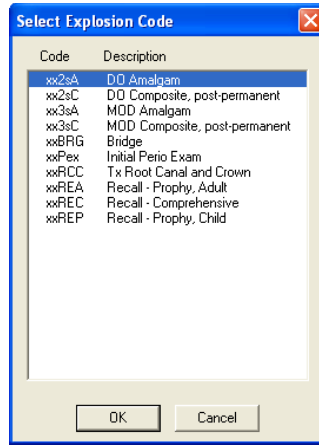 Select Explosion Code
Code Description
xx2sA DO Amalgam
xx2sC DO Composite, post-permanent
xx3sA MOD Amalgam
xx3sC MOD Composite, post-permanent
xxBRG Bridge
xxPex Initial Perio Exam
xxRCC Tx Root Canal and Crown
xxREA Recall - Prophy, Adult
xxREC Recall - Comprehensive
xxREP Recall - Prophy, Child
OK Cancel